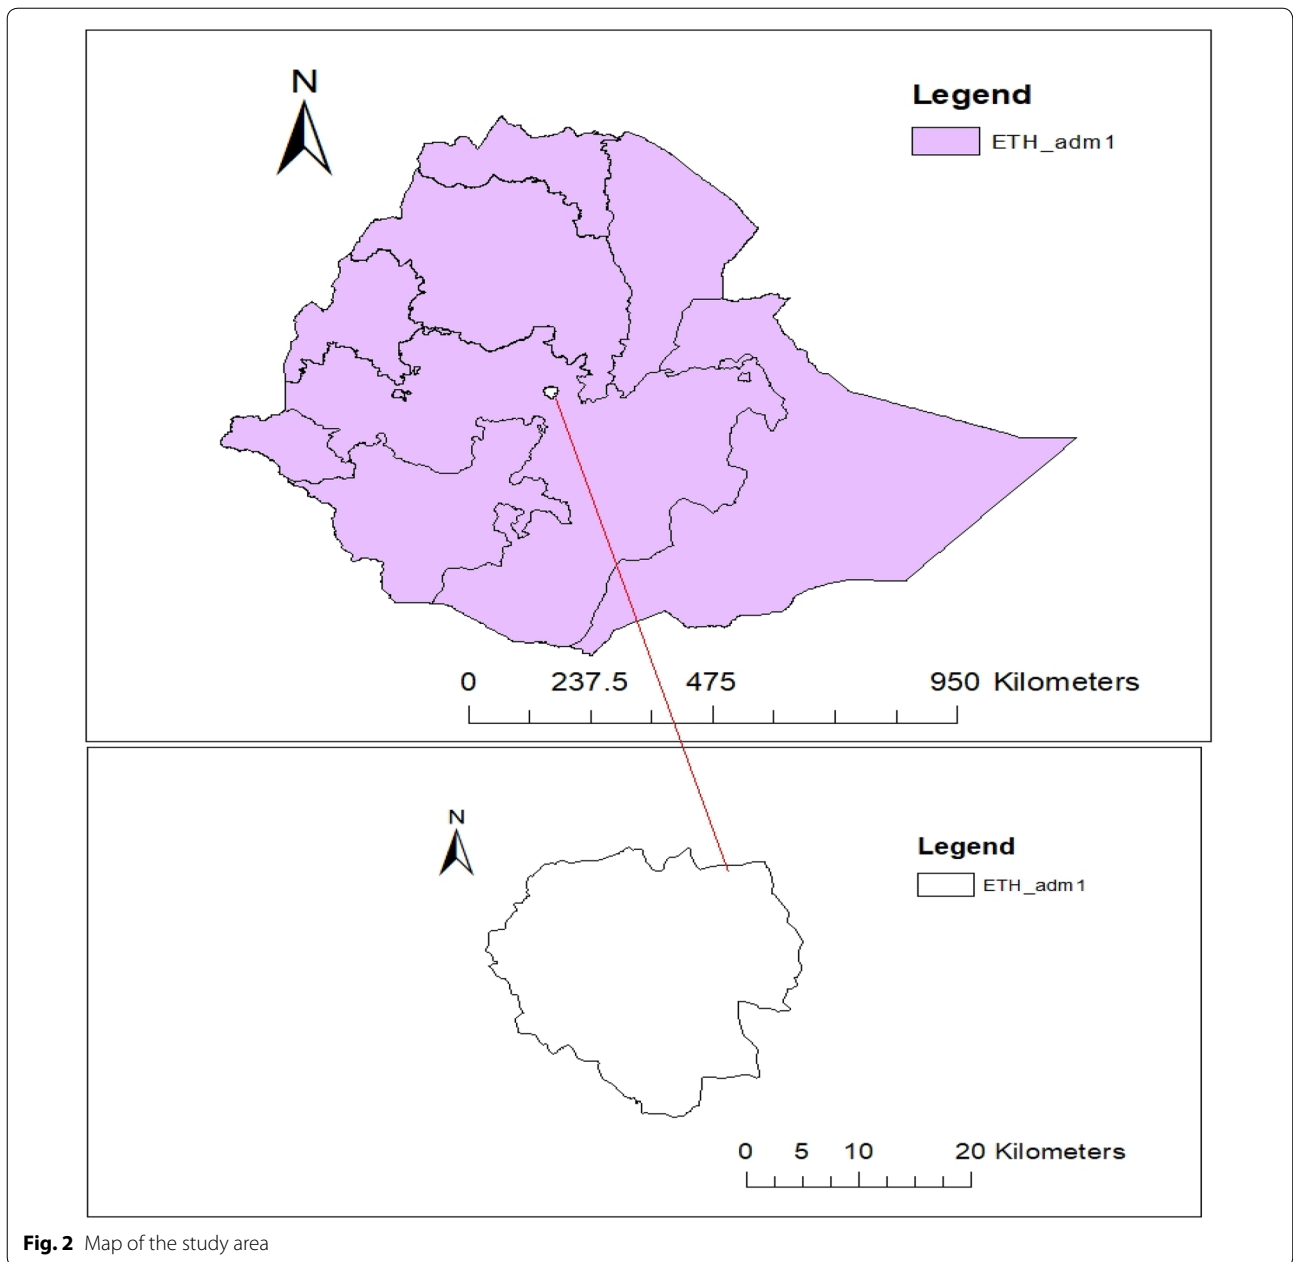 N
Legend
ETH_adm1
0 237.5 475 950 Kilometers
N
Legend
ETH_adm1
0 5 10 20 Kilometers
Fig. 2 Map of the study area